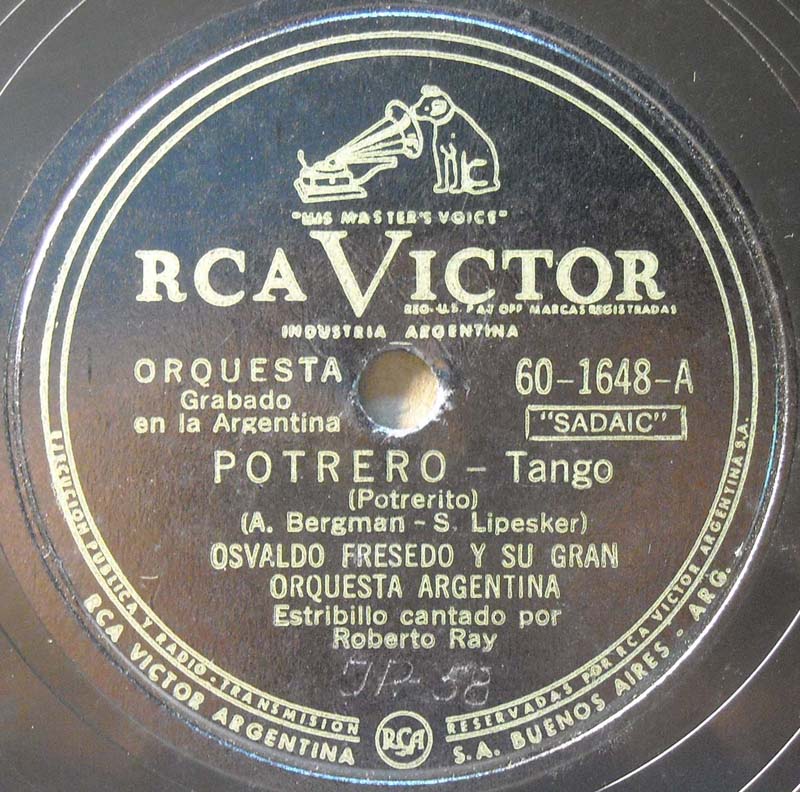 "HIS MASTER'S VOICE"
RCA VICTOR
REG. U.S. PAT OFF MARCAS REGISTRADAS
INDUSTRIA ARGENTINA
ORQUESTA
Grabado
en la Argentina
60-1648-A
"SADAIC"
POTRERO - Tango
(Potrerito)
(A. Bergman - S. Lipesker)
OSVALDO FRESEDO Y SU GRAN
ORQUESTA ARGENTINA
Estribillo cantado por
Roberto Ray
EJECUCION PUBLICA Y RADIO-TRANSMISION
RESERVADAS POR RCA VICTOR ARGENTINA S.A.
RCA VICTOR ARGENTINA
RCA
S.A. BUENOS AIRES - ARG.